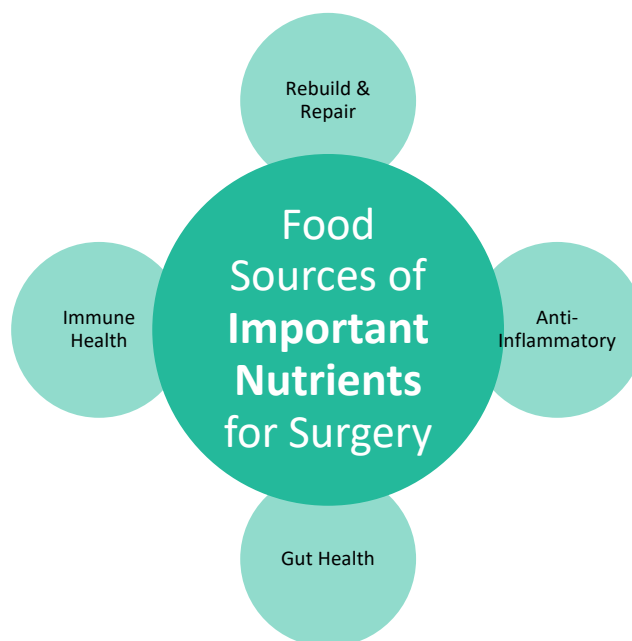 Rebuild &
Repair
Food
Sources of
Important
Nutrients
for Surgery
Immune
Health
Anti-
Inflammatory
Gut Health